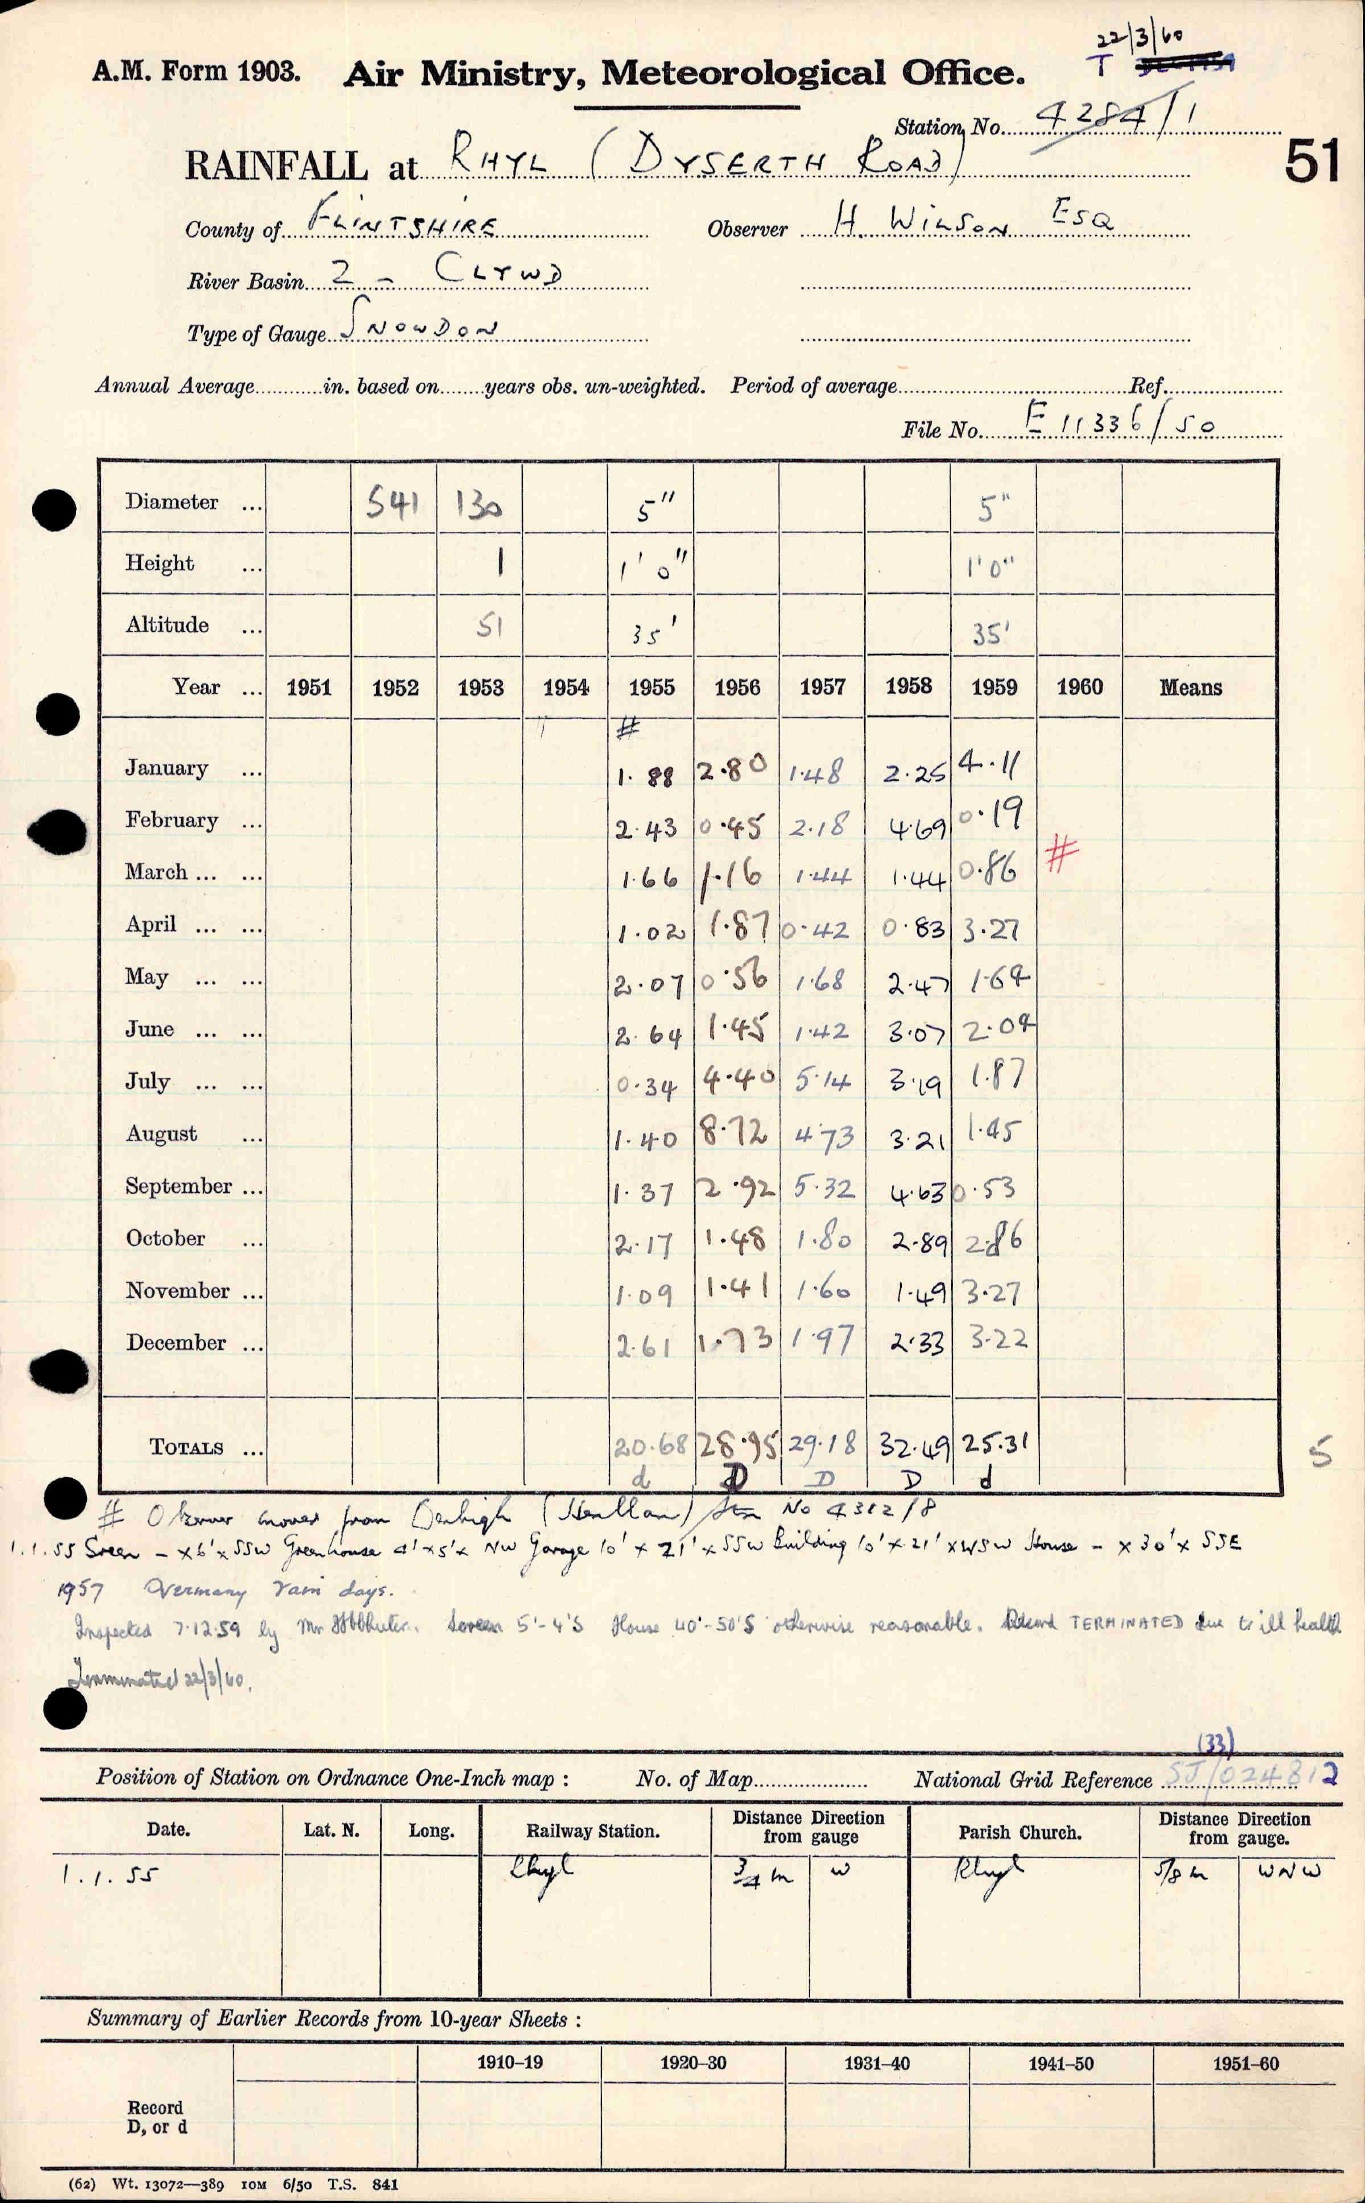 22/3/60
A.M. Form 1903. Air Ministry, Meteorological Office. T
Station No. 4284/1
RAINFALL at RHYL (DYSERTH ROAD) 51
County of FLINTSHIRE Observer H. WILSON ESQ
River Basin 2 - CLYWD
Type of Gauge SNOWDON
Annual Average in. based on years obs. un-weighted. Period of average Ref.
File No. E 11336/50
Diameter ... 541 130 5" 5"
Height ... 1 1' 0" 1'0"
Altitude ... 51 35' 35'
Year ... 1951 1952 1953 1954 1955 1956 1957 1958 1959 1960 Means
#
January ... 1.88 2.80 1.48 2.25 4.11
February ... 2.43 0.45 2.18 4.69 0.19
March ... ... 1.66 1.16 1.44 1.44 0.86 #
April ... ... 1.02 1.87 0.42 0.83 3.27
May ... ... 2.07 0.56 1.68 2.47 1.64
June ... ... 2.64 1.45 1.42 3.07 2.04
July ... ... 0.34 4.40 5.14 3.19 1.87
August ... 1.40 8.72 4.73 3.21 1.45
September ... 1.37 2.92 5.32 4.63 0.53
October ... 2.17 1.48 1.80 2.89 2.86
November ... 1.09 1.41 1.60 1.49 3.27
December ... 2.61 1.73 1.97 2.33 3.22
TOTALS ... 20.68 28.95 29.18 32.49 25.31 5
d D D D d
# Observer moved from Denbigh (Henllan) Stn No 4312/8
1.1.55 Sreen - x 6' x SSW Greenhouse 4' x 5' x NW Garage 10' x 21' x SSW Building 10' x 21' x WSW House - x 30' x SSE
1957 Overmany rain days.
Inspected 7.12.59 by Mr Screen 5'-4'S House 40'-50'S otherwise reasonable. Record TERMINATED due to ill health
Terminated 22/3/60.
(33)
Position of Station on Ordnance One-Inch map : No. of Map National Grid Reference SJ/024812
Date. Lat. N. Long. Railway Station. Distance Direction from gauge Parish Church. Distance Direction from gauge.
1.1.55 Rhyl 3/4 m W Rhyl 5/8 m WNW
Summary of Earlier Records from 10-year Sheets :
1910-19 1920-30 1931-40 1941-50 1951-60
Record
D, or d
(62) Wt. 13072—389 10M 6/50 T.S. 841